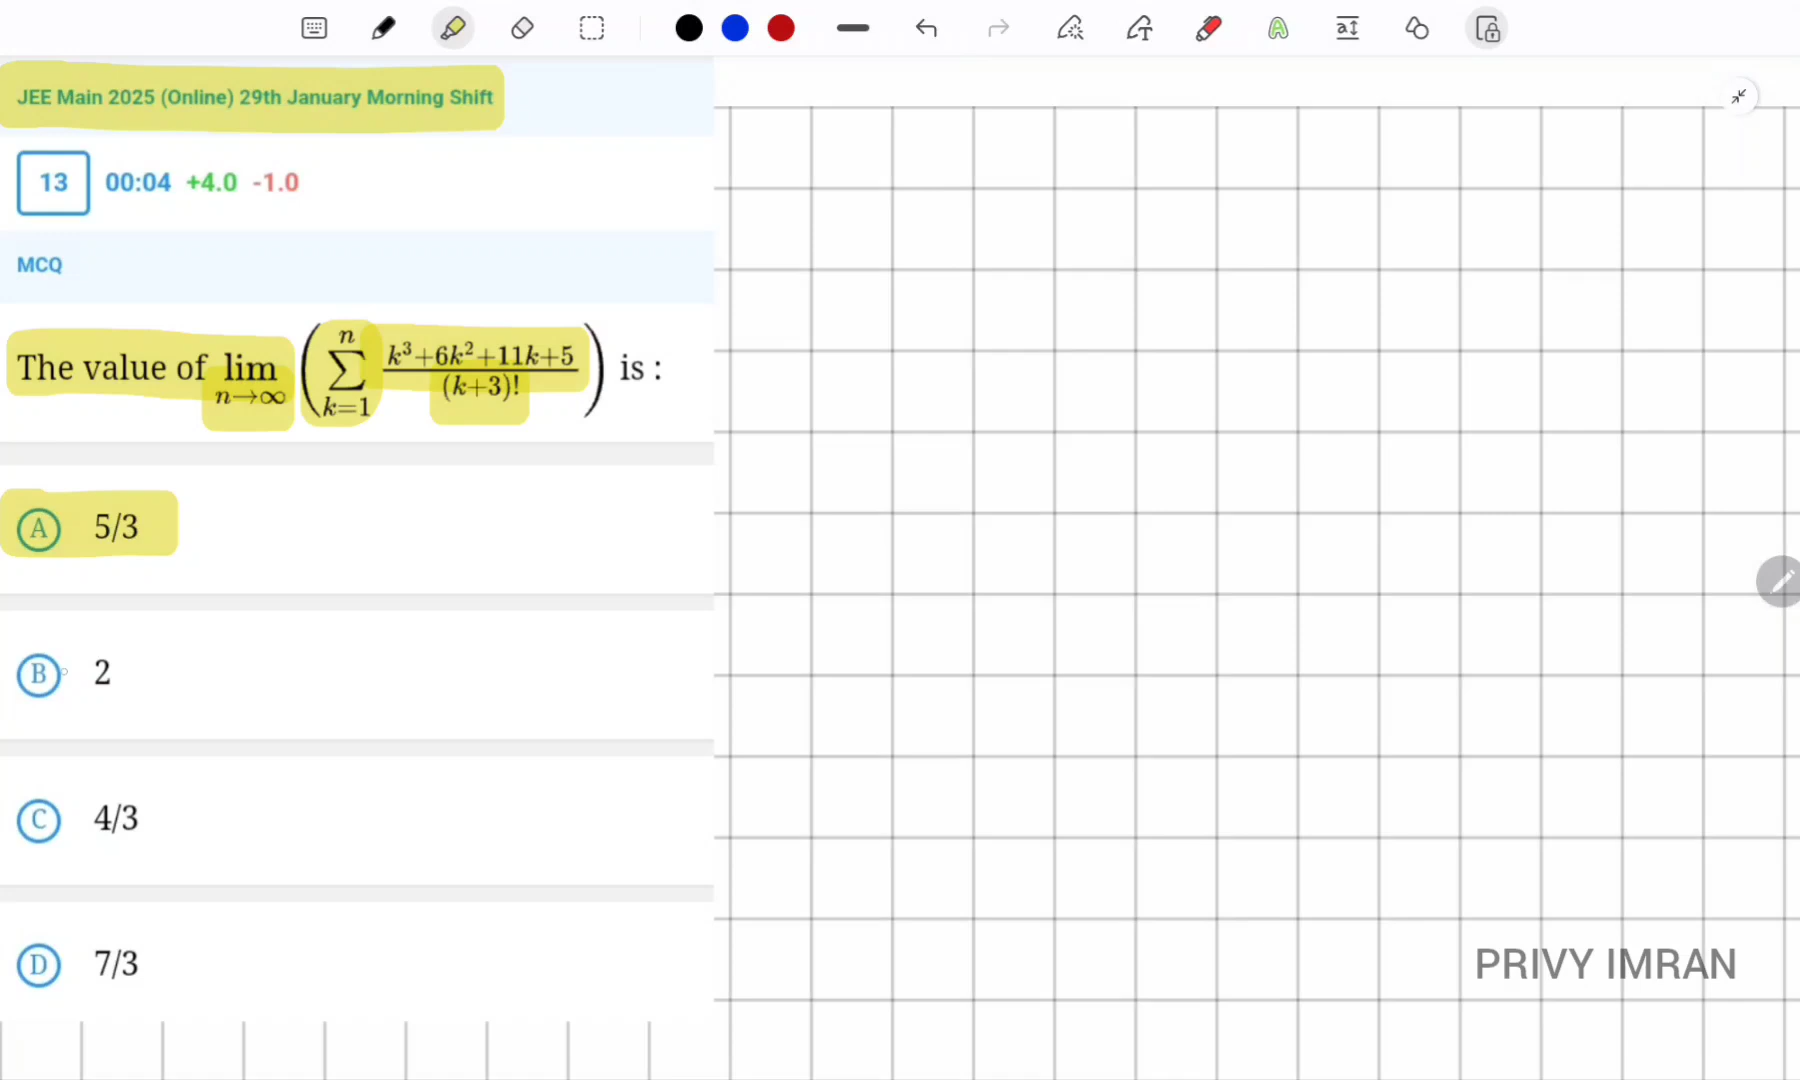 JEE Main 2025 (Online) 29th January Morning Shift
13 00:04 +4.0 -1.0
MCQ
The value of lim n→∞ ( n ∑ k=1 k³+6k²+11k+5 / (k+3)! ) is :
A 5/3
B 2
C 4/3
D 7/3
PRIVY IMRAN